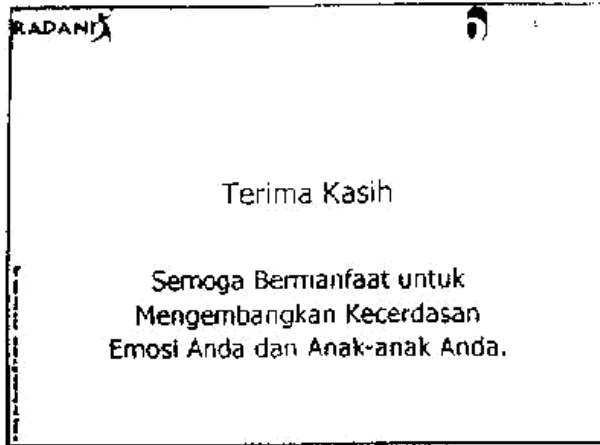 RADANI
Terima Kasih
Semoga Bermanfaat untuk
Mengembangkan Kecerdasan
Emosi Anda dan Anak-anak Anda.